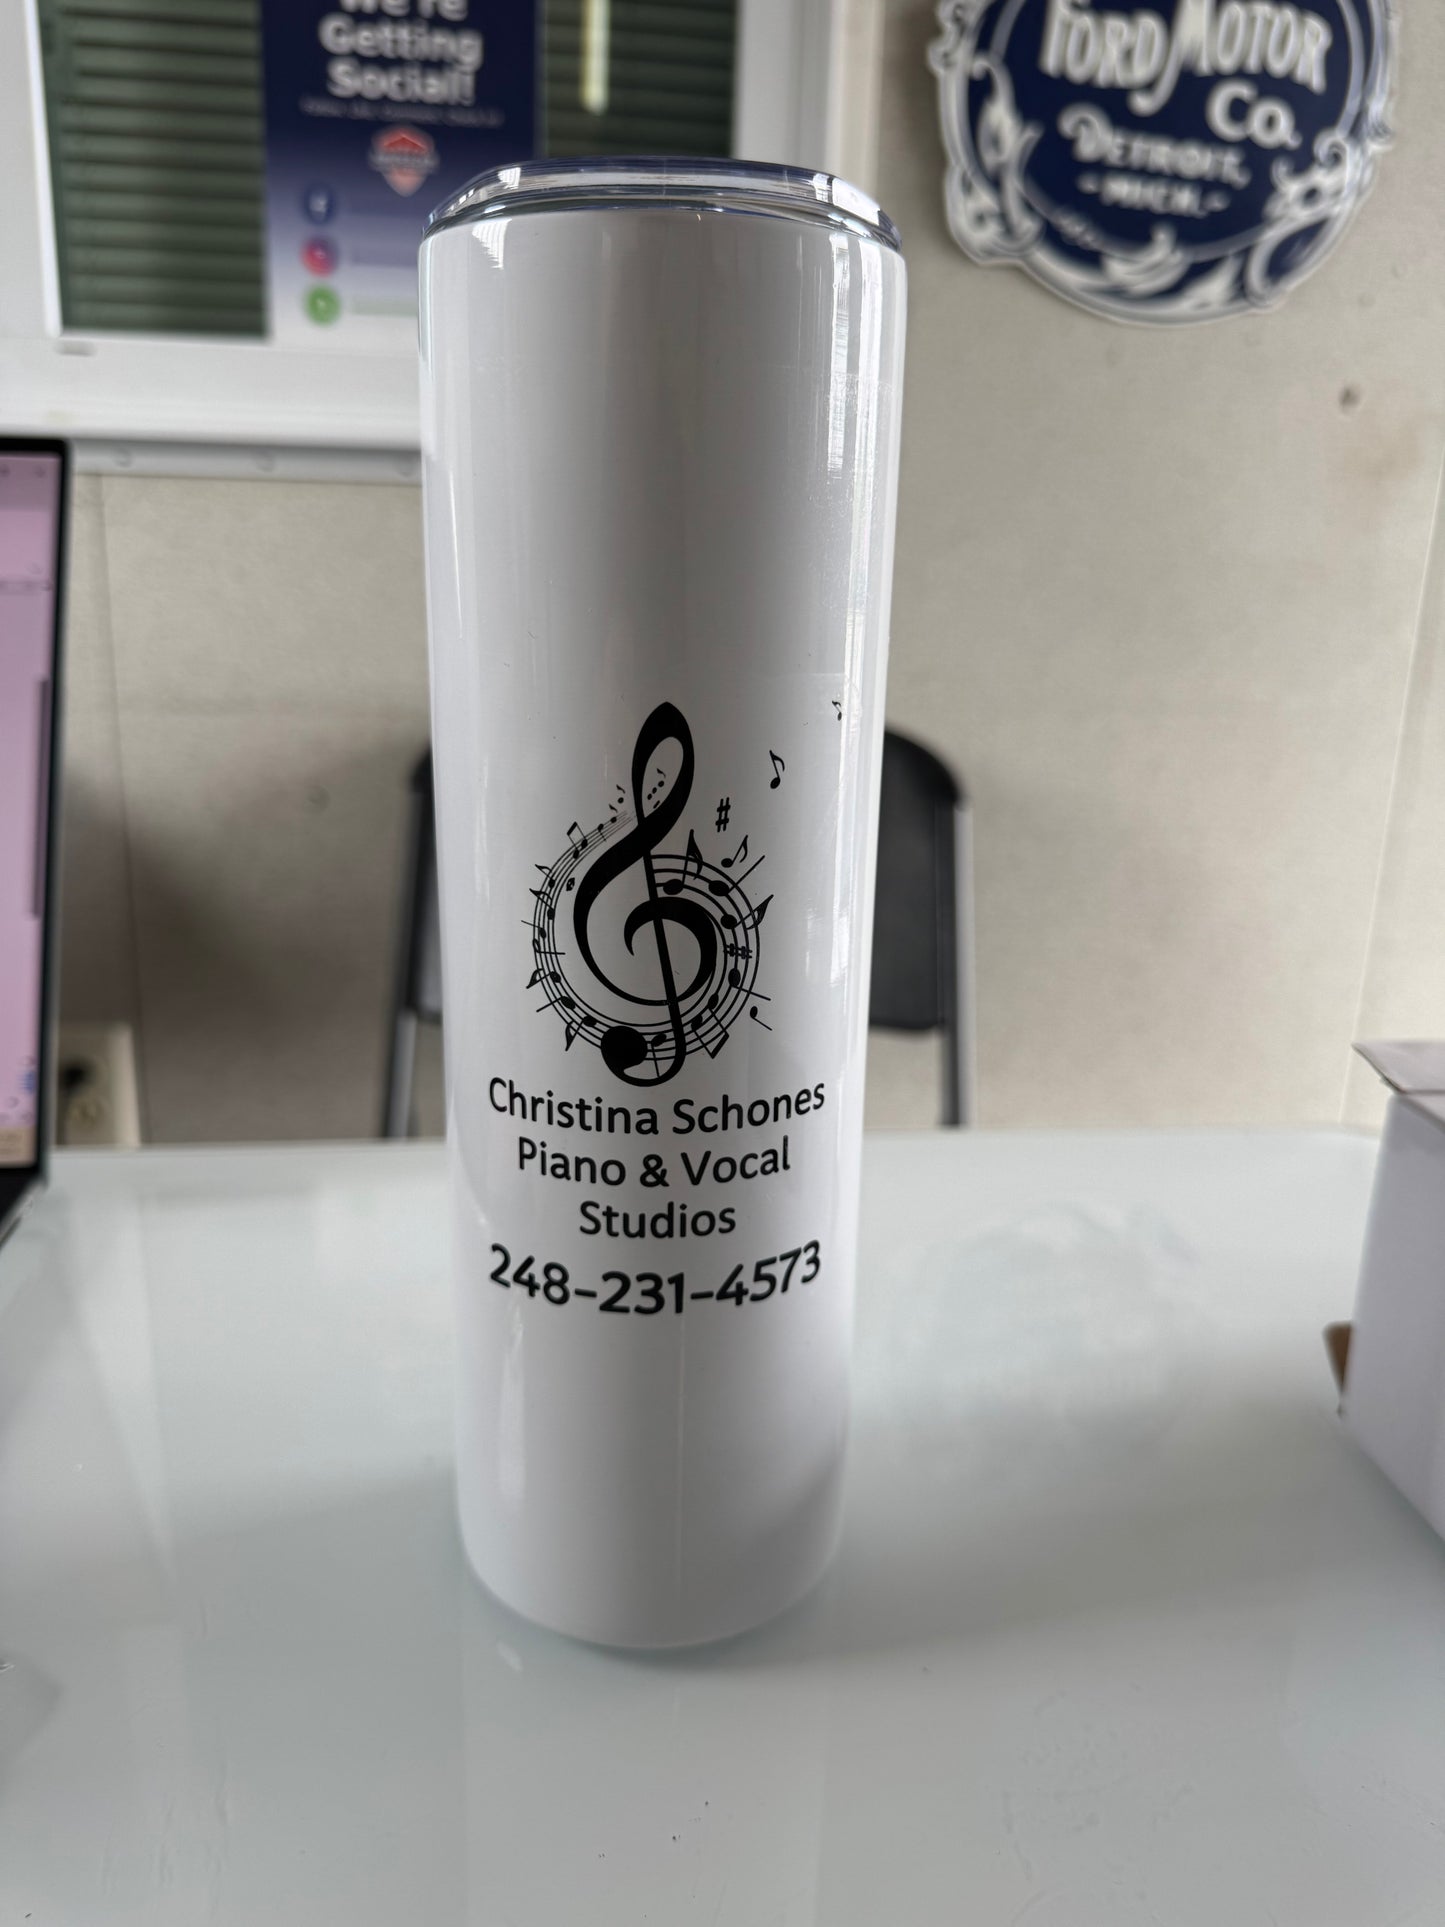 We're
Getting
Social!
FORD MOTOR
Co.
DETROIT,
-MICH.-
Christina Schones
Piano & Vocal
Studios
248-231-4573